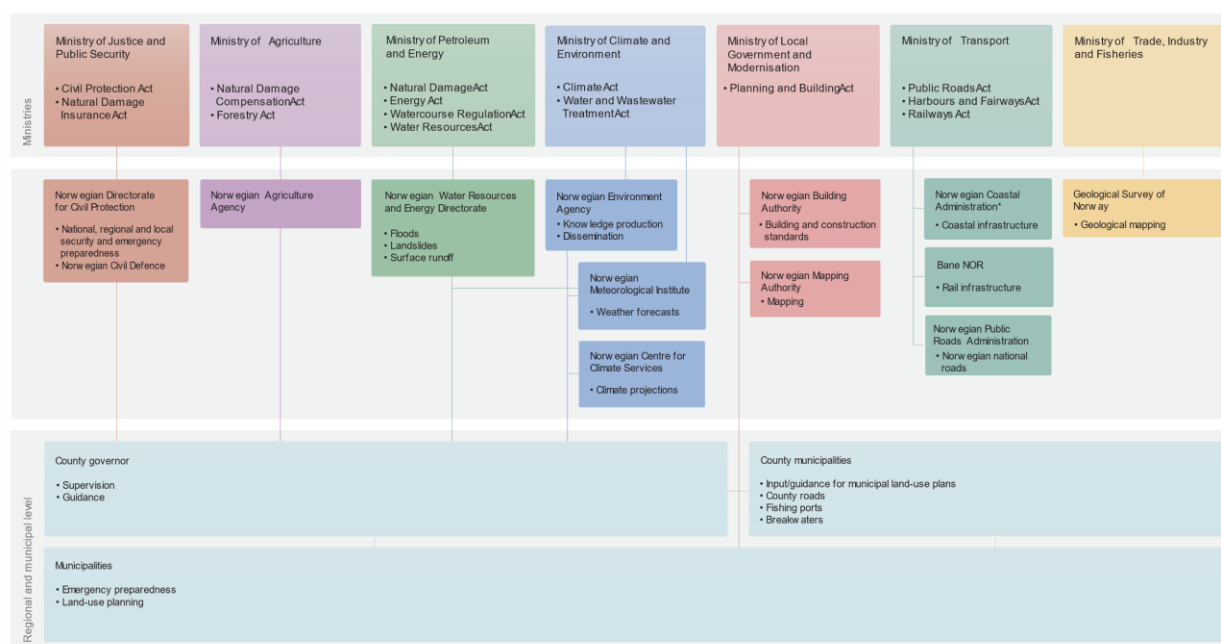 Ministries
Ministry of Justice and
Public Security
• Civil Protection Act
• Natural Damage
Insurance Act
Ministry of Agriculture
• Natural Damage
CompensationAct
• Forestry Act
Ministry of Petroleum
and Energy
• Natural DamageAct
• Energy Act
• Watercourse RegulationAct
• Water ResourcesAct
Ministry of Climate and
Environment
• Climate Act
• Water and Wastewater
TreatmentAct
Ministry of Local
Government and
Modernisation
• Planning and BuildingAct
Ministry of Transport
• Public Roads Act
• Harbours and FairwaysAct
• Railways Act
Ministry of Trade, Industry
and Fisheries
Norwegian Directorate
for Civil Protection
• National, regional and local
security and emergency
preparedness
• Norwegian Civil Defence
Norwegian Agriculture
Agency
Norwegian Water Resources
and Energy Directorate
• Floods
• Landslides
• Surface runoff
Norwegian Environment
Agency
• Knowledge production
• Dissemination
Norwegian
Meteorological Institute
• Weather forecasts
Norwegian Centre for
Climate Services
• Climate projections
Norwegian Building
Authority
• Building and construction
standards
Norwegian Mapping
Authority
• Mapping
Norwegian Coastal
Administration*
• Coastal infrastructure
Bane NOR
• Rail infrastructure
Norwegian Public
Roads Administration
• Norwegian national
roads
Geological Survey of
Norway
• Geological mapping
Regional and municipal level
County governor
• Supervision
• Guidance
County municipalities
• Input/guidance for municipal land-use plans
• County roads
• Fishing ports
• Breakwaters
Municipalities
• Emergency preparedness
• Land-use planning